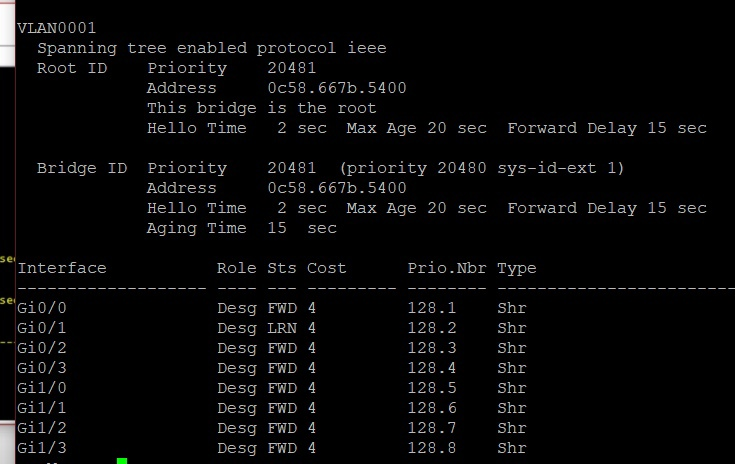 VLAN0001
  Spanning tree enabled protocol ieee
  Root ID    Priority    20481
             Address     0c58.667b.5400
             This bridge is the root
             Hello Time   2 sec  Max Age 20 sec  Forward Delay 15 sec
  Bridge ID  Priority    20481  (priority 20480 sys-id-ext 1)
             Address     0c58.667b.5400
             Hello Time   2 sec  Max Age 20 sec  Forward Delay 15 sec
             Aging Time  15  sec
Interface           Role Sts Cost      Prio.Nbr Type
------------------- ---- --- --------- -------- ------------------------
Gi0/0               Desg FWD 4         128.1    Shr
Gi0/1               Desg LRN 4         128.2    Shr
Gi0/2               Desg FWD 4         128.3    Shr
Gi0/3               Desg FWD 4         128.4    Shr
Gi1/0               Desg FWD 4         128.5    Shr
Gi1/1               Desg FWD 4         128.6    Shr
Gi1/2               Desg FWD 4         128.7    Shr
Gi1/3               Desg FWD 4         128.8    Shr